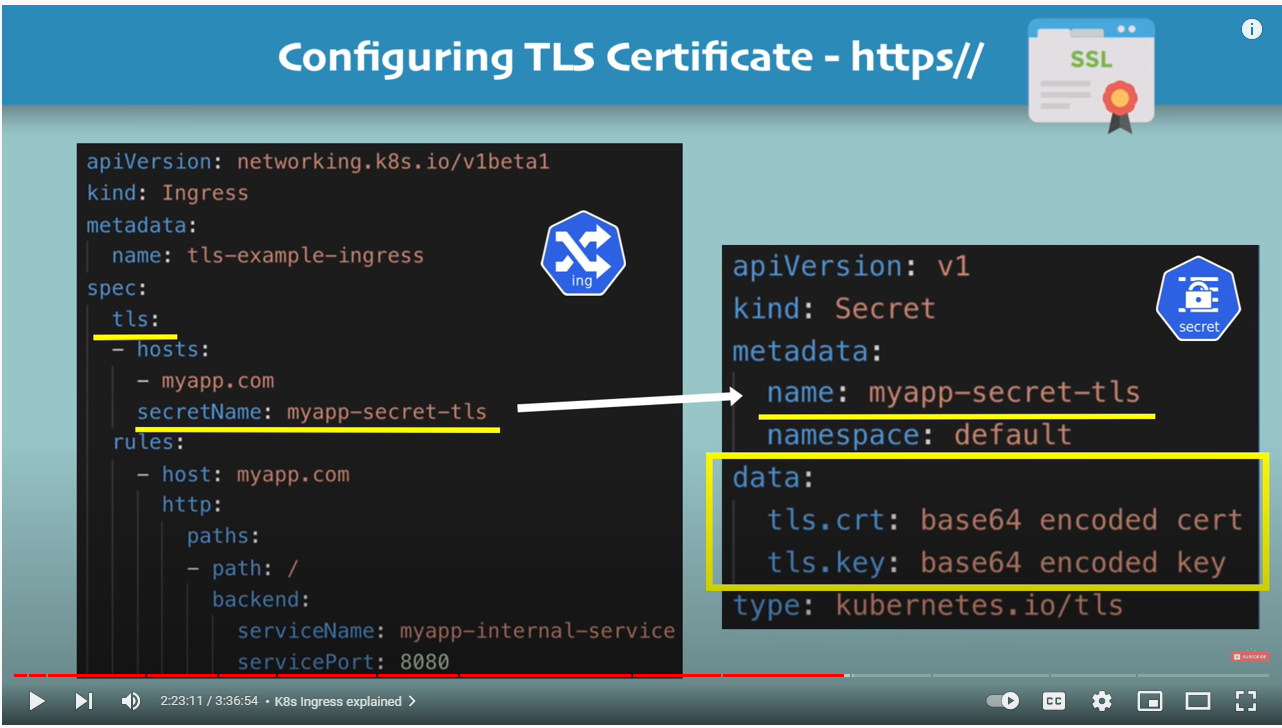 Configuring TLS Certificate - https//
SSL
apiVersion: networking.k8s.io/v1beta1
kind: Ingress
metadata:
name: tls-example-ingress
spec:
tls:
- hosts:
- myapp.com
secretName: myapp-secret-tls
rules:
- host: myapp.com
http:
paths:
- path: /
backend:
serviceName: myapp-internal-service
servicePort: 8080
ing
apiVersion: v1
kind: Secret
metadata:
name: myapp-secret-tls
namespace: default
data:
tls.crt: base64 encoded cert
tls.key: base64 encoded key
type: kubernetes.io/tls
secret
SUBSCRIBE
2:23:11 / 3:36:54 • K8s Ingress explained
CC